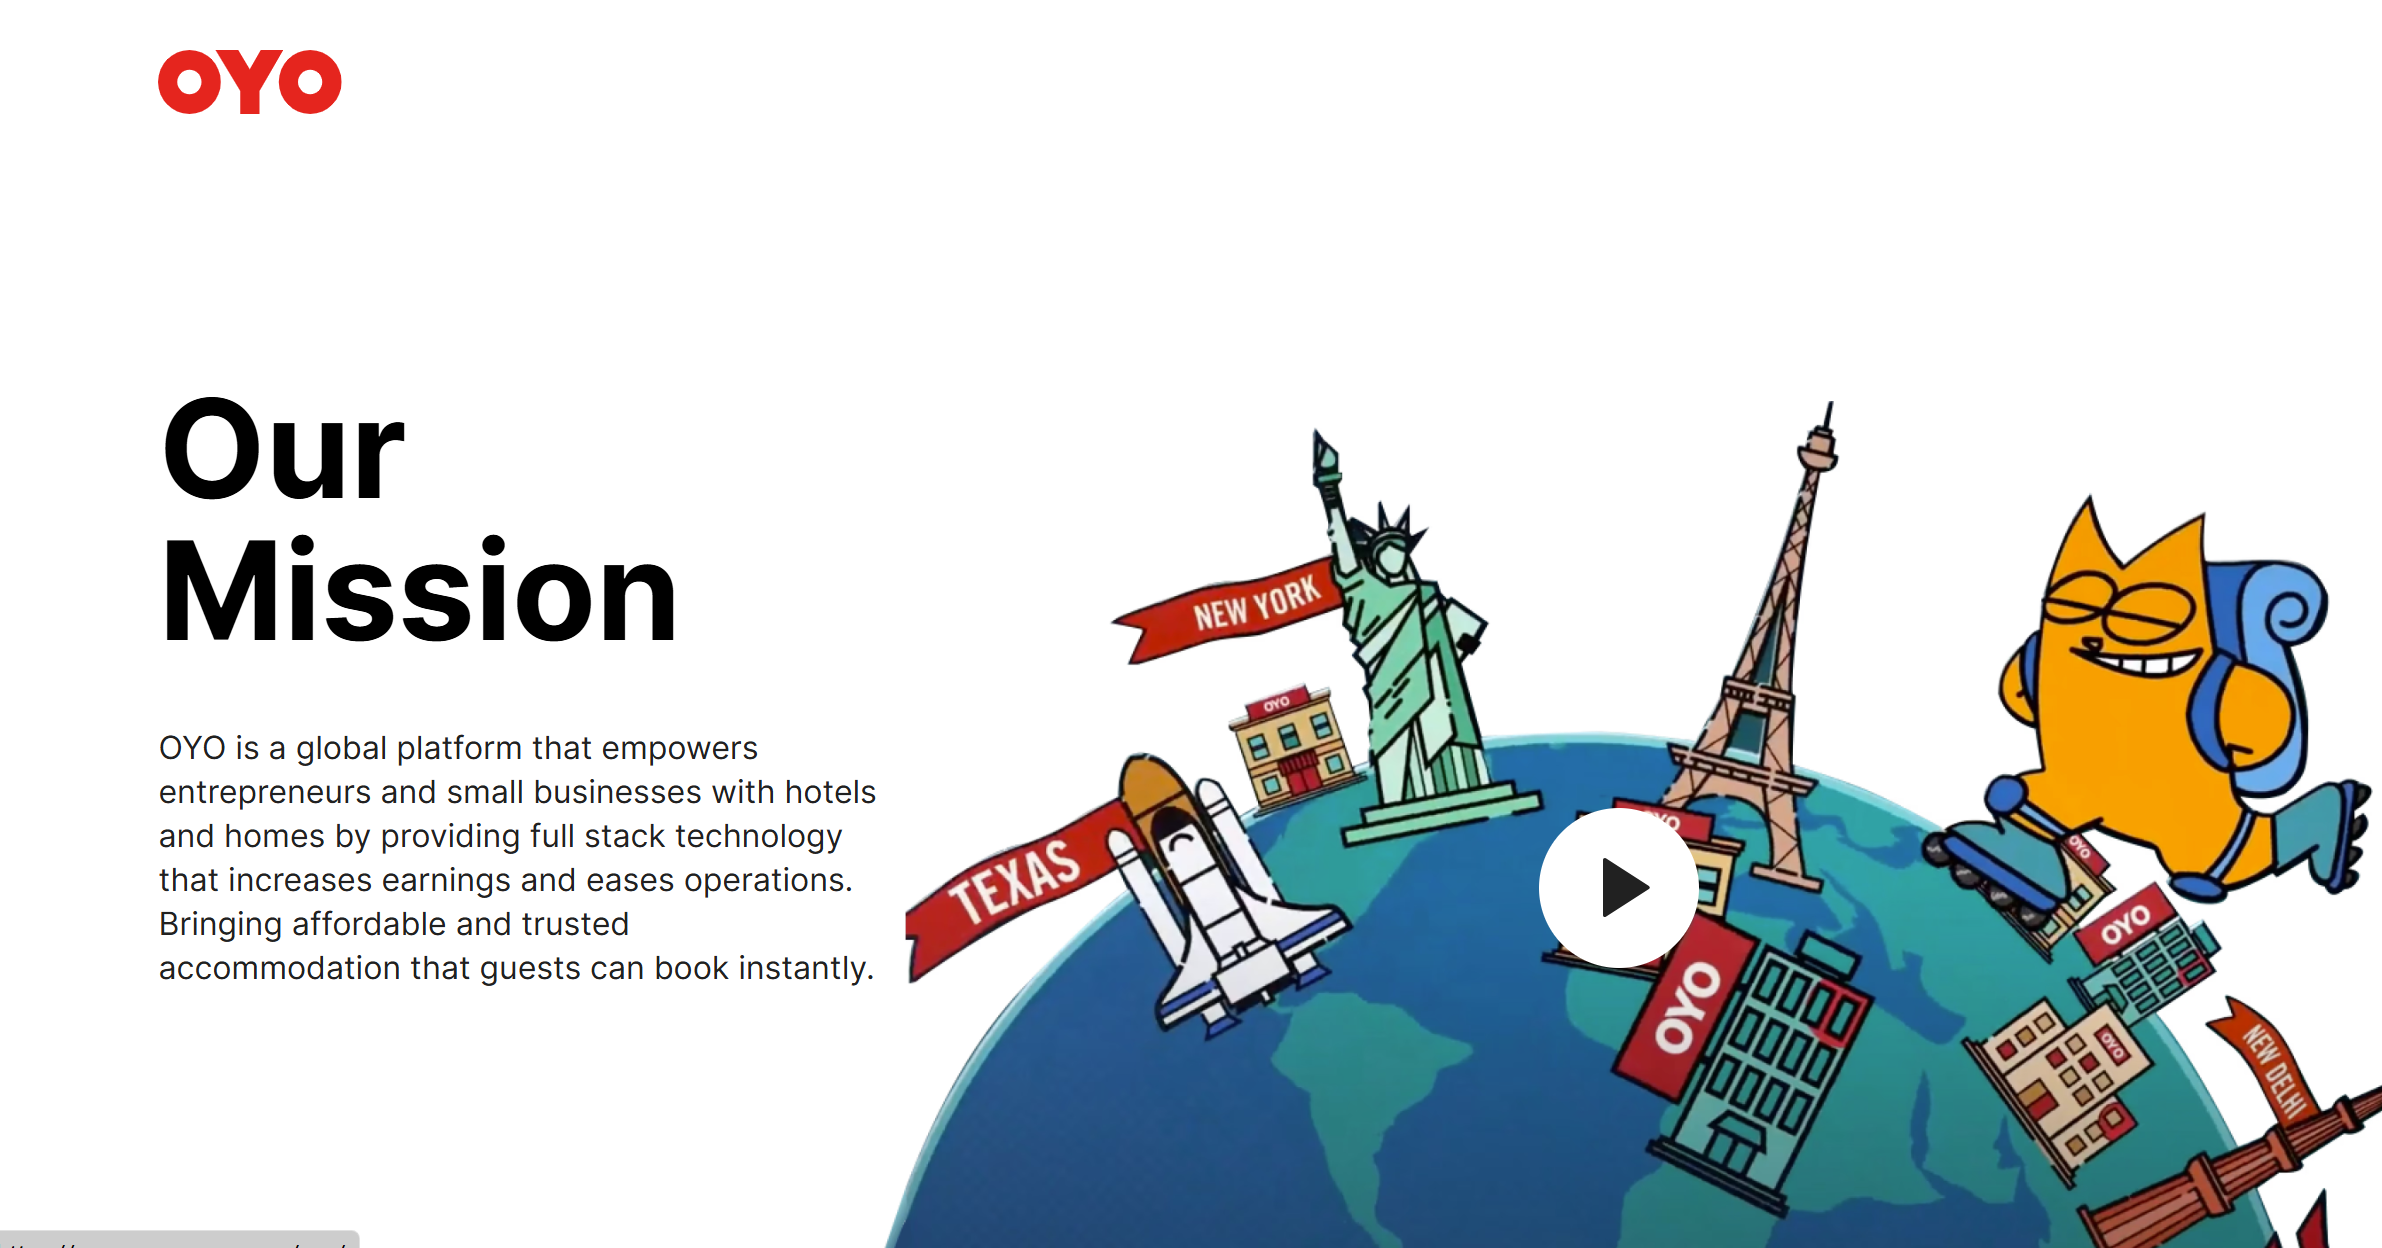 OYO
Our
Mission
OYO is a global platform that empowers
entrepreneurs and small businesses with hotels
and homes by providing full stack technology
that increases earnings and eases operations.
Bringing affordable and trusted
accommodation that guests can book instantly.
NEW YORK
OYO
TEXAS
OYO
OYO
OYO
OYO
NEW DELHI